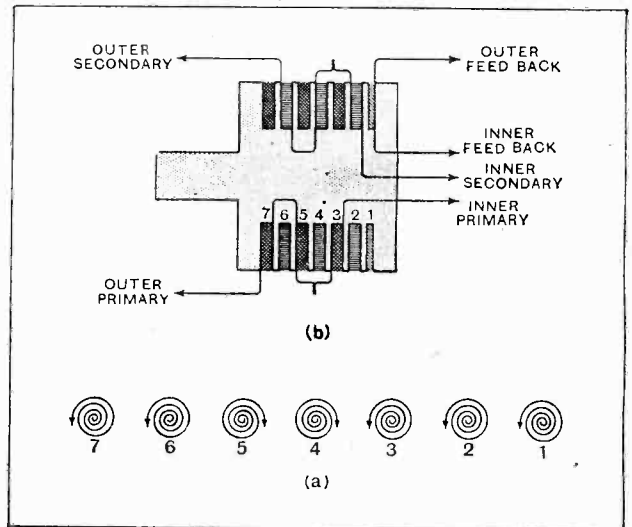 OUTER
SECONDARY
OUTER
FEED BACK
INNER
FEED BACK
INNER
SECONDARY
INNER
PRIMARY
7 6 5 4 3 2 1
OUTER
PRIMARY
(b)
7 6 5 4 3 2 1
(a)